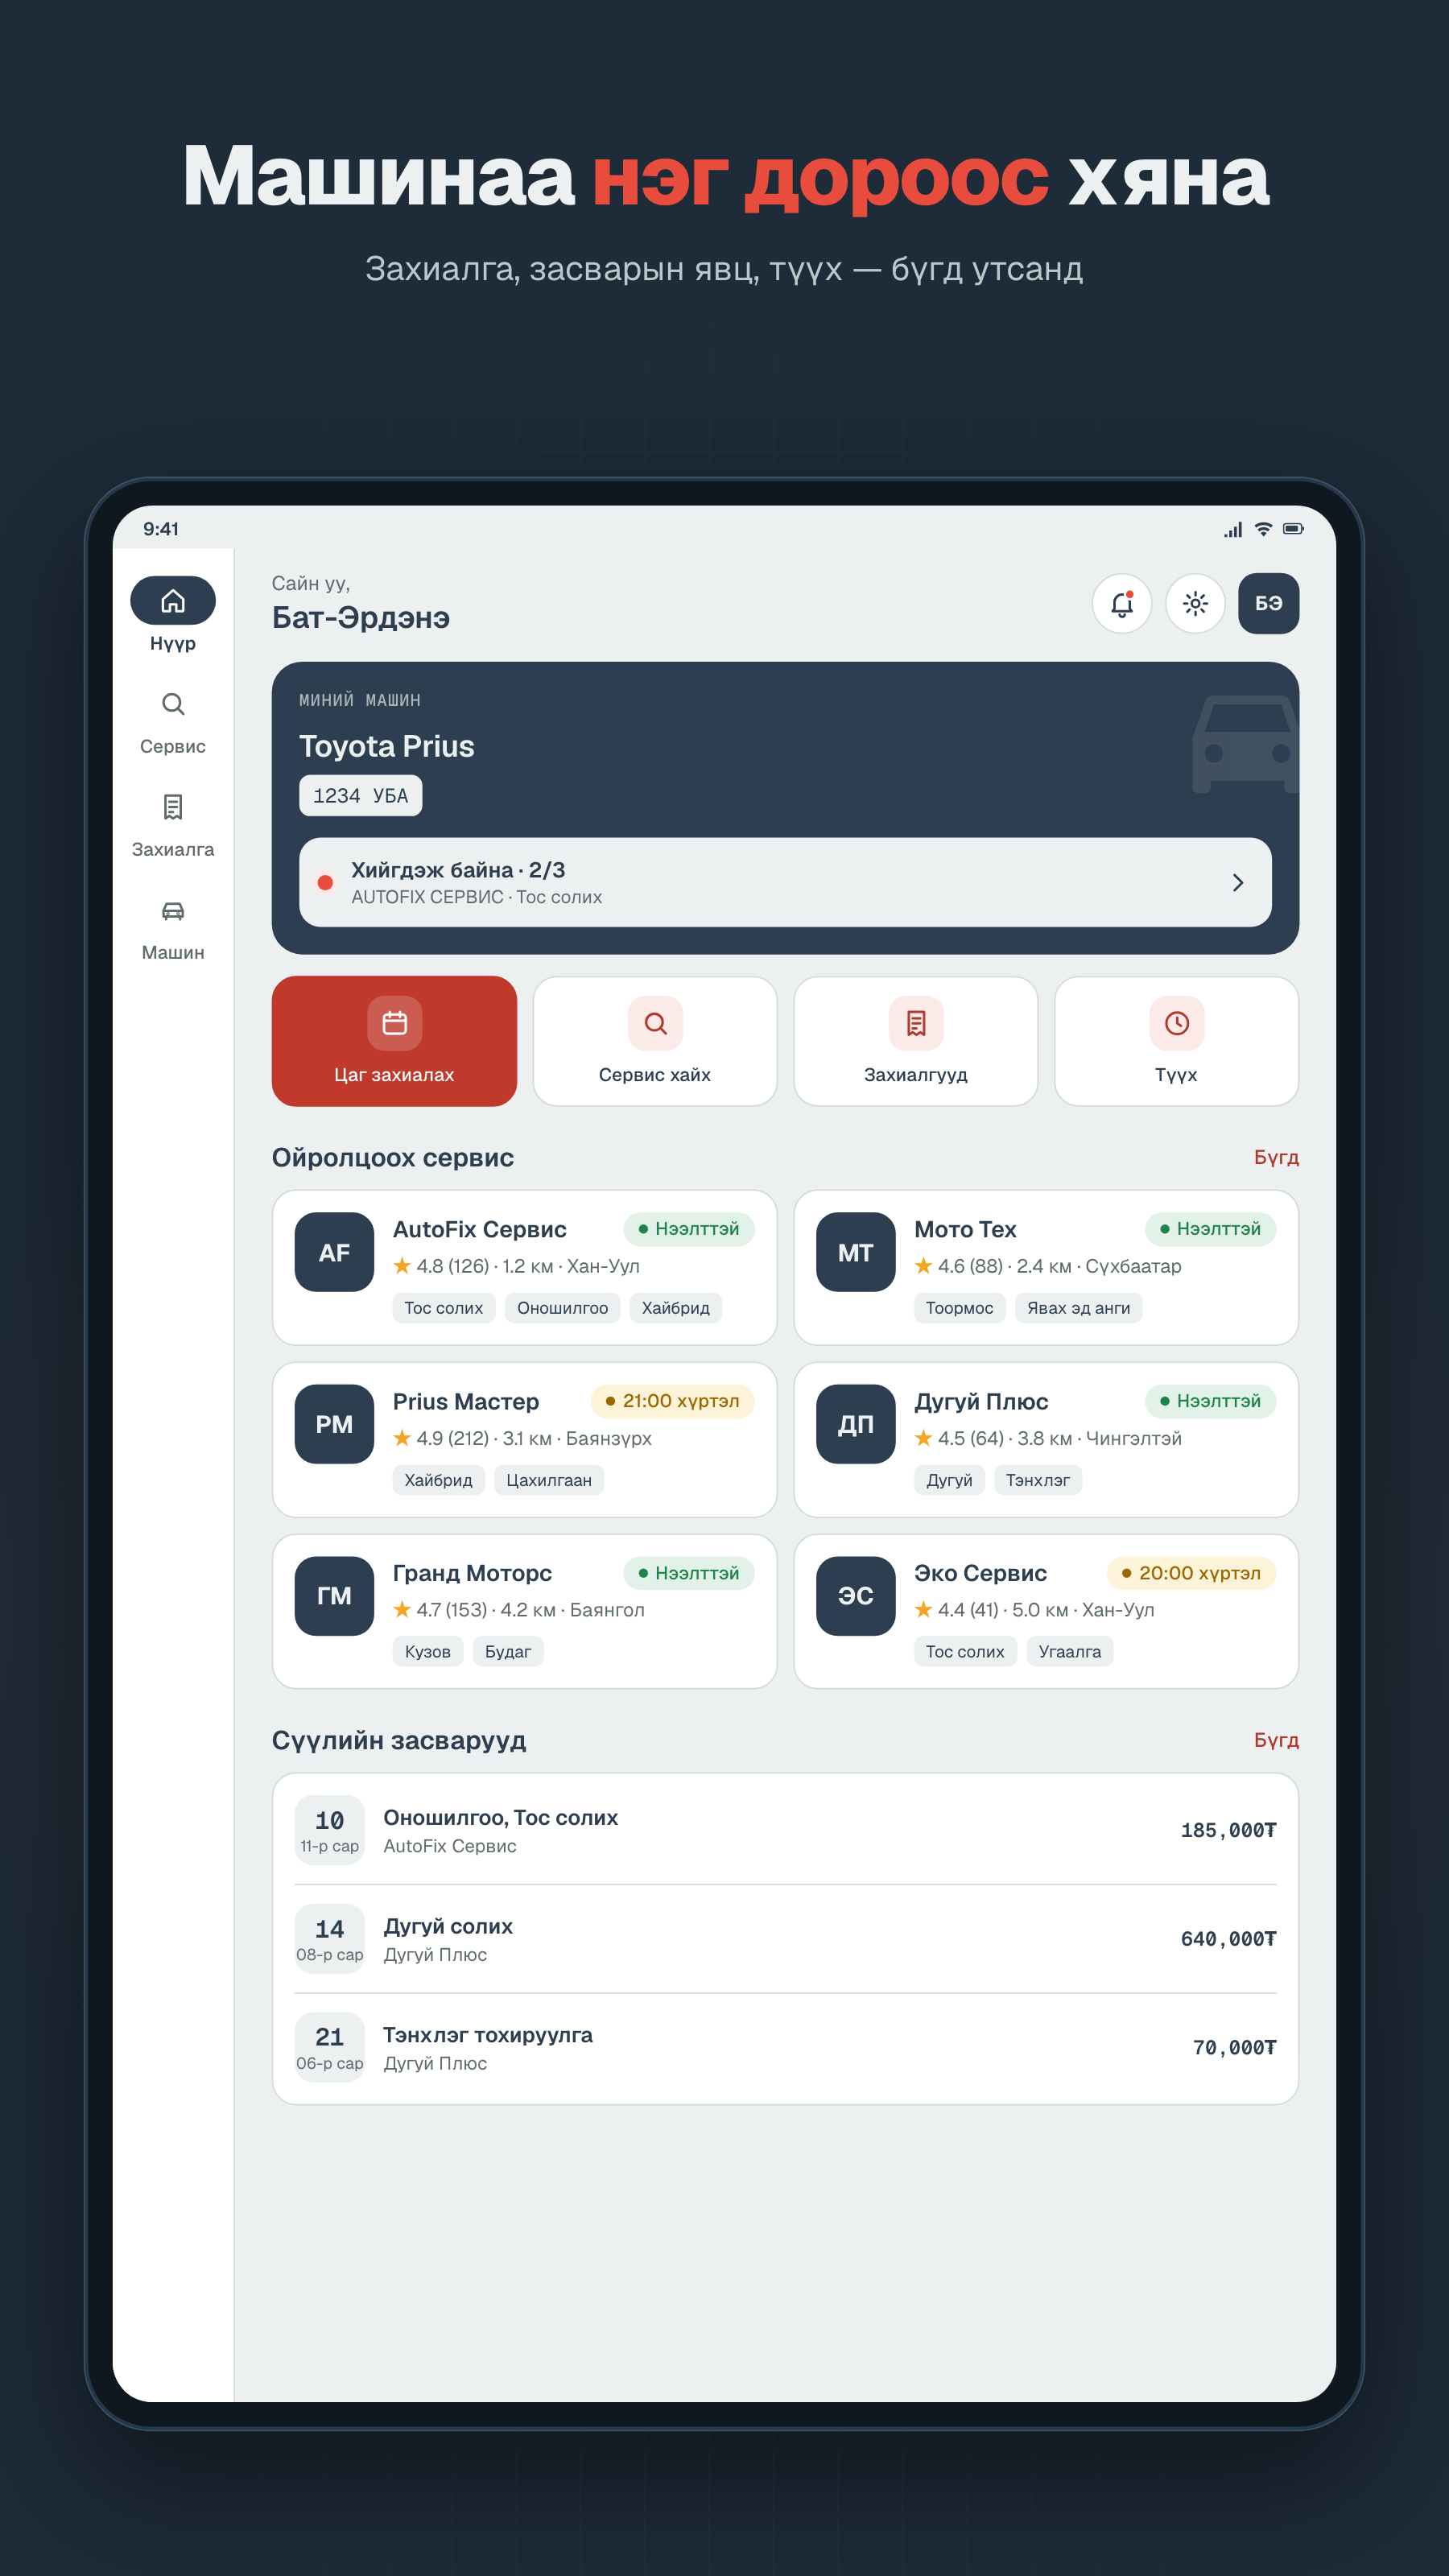 Машинаа нэг дороос хяна
Захиалга, засварын явц, түүх — бүгд утсанд
9:41
Нүүр
Сервис
Захиалга
Машин
Сайн уу,
Бат-Эрдэнэ
БЭ
МИНИЙ МАШИН
Toyota Prius
1234 УБА
Хийгдэж байна · 2/3
AUTOFIX СЕРВИС · Тос солих
Цаг захиалах
Сервис хайх
Захиалгууд
Түүх
Ойролцоох сервис
Бүгд
AF
AutoFix Сервис
Нээлттэй
★ 4.8 (126) · 1.2 км · Хан-Уул
Тос солих
Оношилгоо
Хайбрид
МТ
Мото Тех
Нээлттэй
★ 4.6 (88) · 2.4 км · Сүхбаатар
Тоормос
Явах эд анги
PM
Prius Мастер
21:00 хүртэл
★ 4.9 (212) · 3.1 км · Баянзүрх
Хайбрид
Цахилгаан
ДП
Дугуй Плюс
Нээлттэй
★ 4.5 (64) · 3.8 км · Чингэлтэй
Дугуй
Тэнхлэг
ГМ
Гранд Моторс
Нээлттэй
★ 4.7 (153) · 4.2 км · Баянгол
Кузов
Будаг
ЭС
Эко Сервис
20:00 хүртэл
★ 4.4 (41) · 5.0 км · Хан-Уул
Тос солих
Угаалга
Сүүлийн засварууд
Бүгд
10
11-р сар
Оношилгоо, Тос солих
AutoFix Сервис
185,000₮
14
08-р сар
Дугуй солих
Дугуй Плюс
640,000₮
21
06-р сар
Тэнхлэг тохируулга
Дугуй Плюс
70,000₮